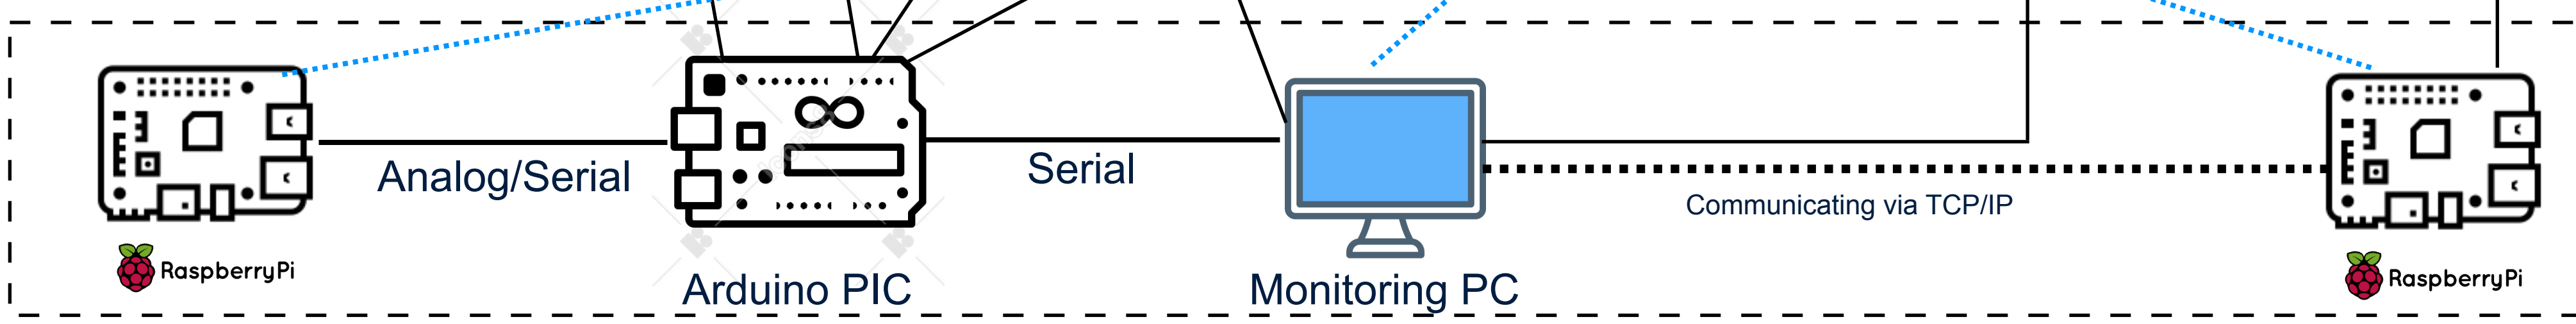 Analog/Serial
Serial
Communicating via TCP/IP
RaspberryPi
Arduino PIC
Monitoring PC
RaspberryPi